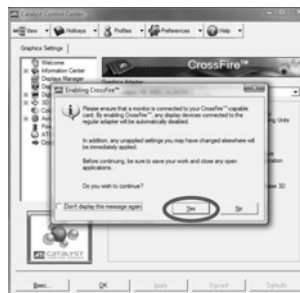 Catalyst Control Center
View
Hotkeys
Profiles
Preferences
Help
Graphics Settings
CrossFire™
Welcome
Information Center
Displays Manager
Enabling CrossFire™
Please ensure that a monitor is connected to your CrossFire™-capable
card. By enabling CrossFire™, any display devices connected to the
regular adapter will be automatically disabled.
In addition, any unapplied settings you may have changed elsewhere will
be immediately applied.
Before continuing, be sure to save your work and close any open
applications.
Do you wish to continue?
Don't display this message again
Yes
No
CATALYST
Basic...
OK
Apply
Discard
Defaults